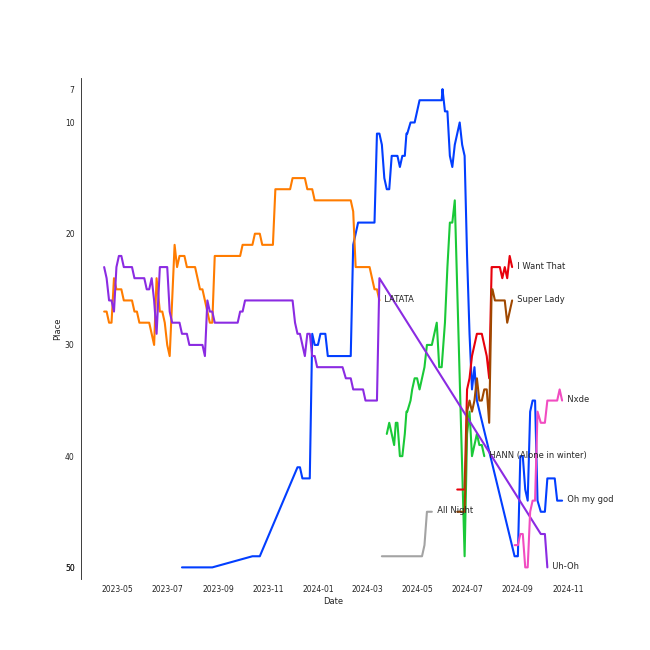 7
10
20
30
40
50
50
Place
I Want That
Super Lady
LATATA
Nxde
HANN (Alone in winter)
Oh my god
All Night
Uh-Oh
2023-05 2023-07 2023-09 2023-11 2024-01 2024-03 2024-05 2024-07 2024-09 2024-11
Date